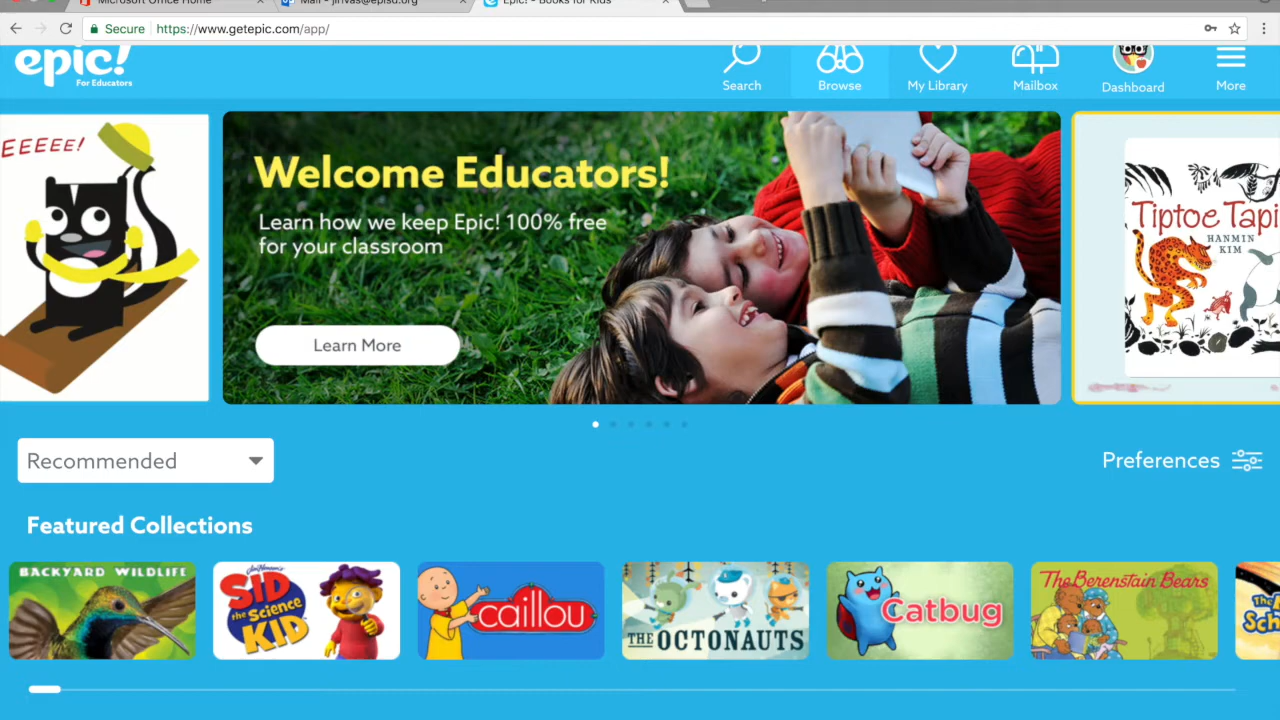 Microsoft Office Home
Mail - jlrivas@episd.org
Epic! - Books for Kids
Secure
https://www.getepic.com/app/
epic!
For Educators
Search
Browse
My Library
Mailbox
Dashboard
More
EEEEE!
Welcome Educators!
Learn how we keep Epic! 100% free
for your classroom
Learn More
Tiptoe Tapi
HANMIN
KIM
Recommended
Preferences
Featured Collections
BACKYARD WILDLIFE
Jim Henson's
SID
the Science
KID
caillou
THE OCTONAUTS
Catbug
The Berenstain Bears
The
Sch